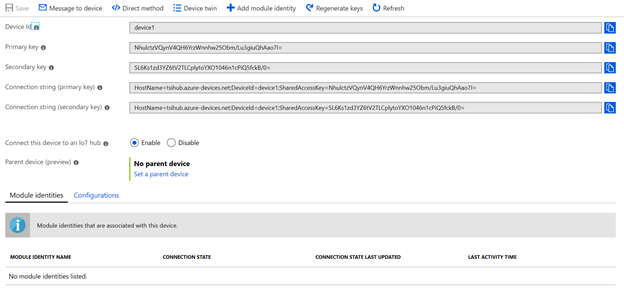 Save Message to device Direct method Device twin Add module identity Regenerate keys Refresh
Device Id device1
Primary key NhuIctzVQynV4QH6YrzWnnhw25Obm/Lu3giuQhAao7I=
Secondary key SL6Ks1zd3YZ6tV2TLCplytoYXO1046n1cPiQ5fckB/0=
Connection string (primary key) HostName=tsihub.azure-devices.net;DeviceId=device1;SharedAccessKey=NhuIctzVQynV4QH6YrzWnnhw25Obm/Lu3giuQhAao7I=
Connection string (secondary key) HostName=tsihub.azure-devices.net;DeviceId=device1;SharedAccessKey=SL6Ks1zd3YZ6tV2TLCplytoYXO1046n1cPiQ5fckB/0=
Connect this device to an IoT hub Enable Disable
Parent device (preview) No parent device
Set a parent device
Module identities Configurations
Module identities that are associated with this device.
MODULE IDENTITY NAME CONNECTION STATE CONNECTION STATE LAST UPDATED LAST ACTIVITY TIME
No module identities listed.